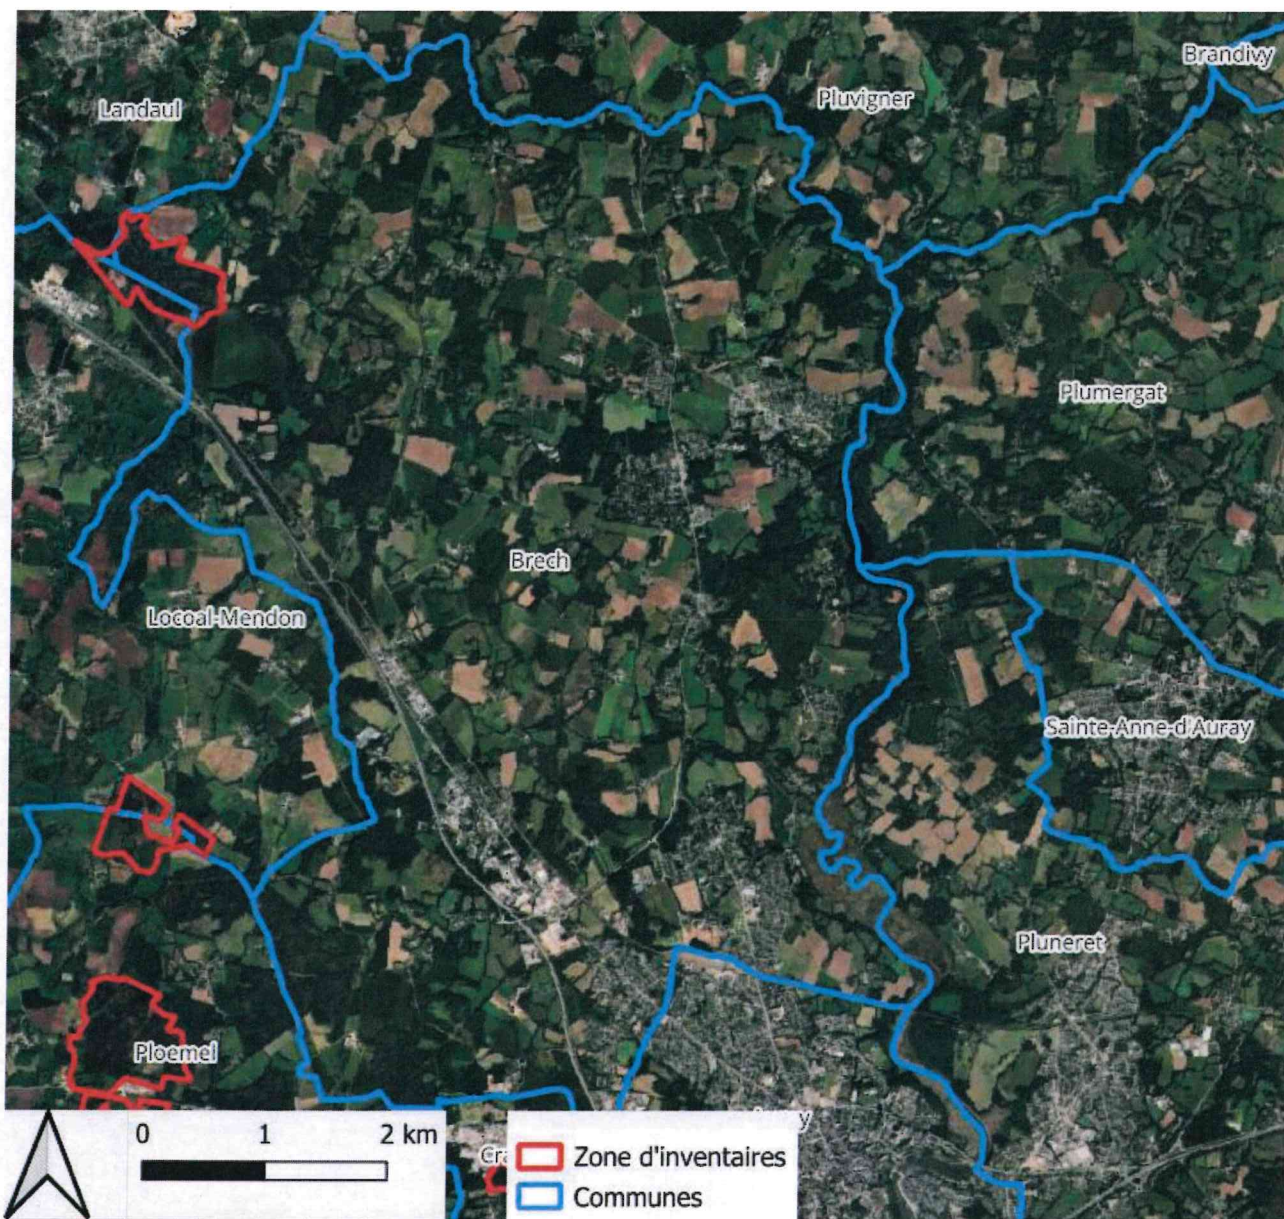 Brandivy
Landaul
Pluvigner
Plumergat
Brech
Locoal-Mendon
Sainte-Anne-d'Auray
Pluneret
Ploemel
0 1 2 km
Zone d'inventaires
Communes